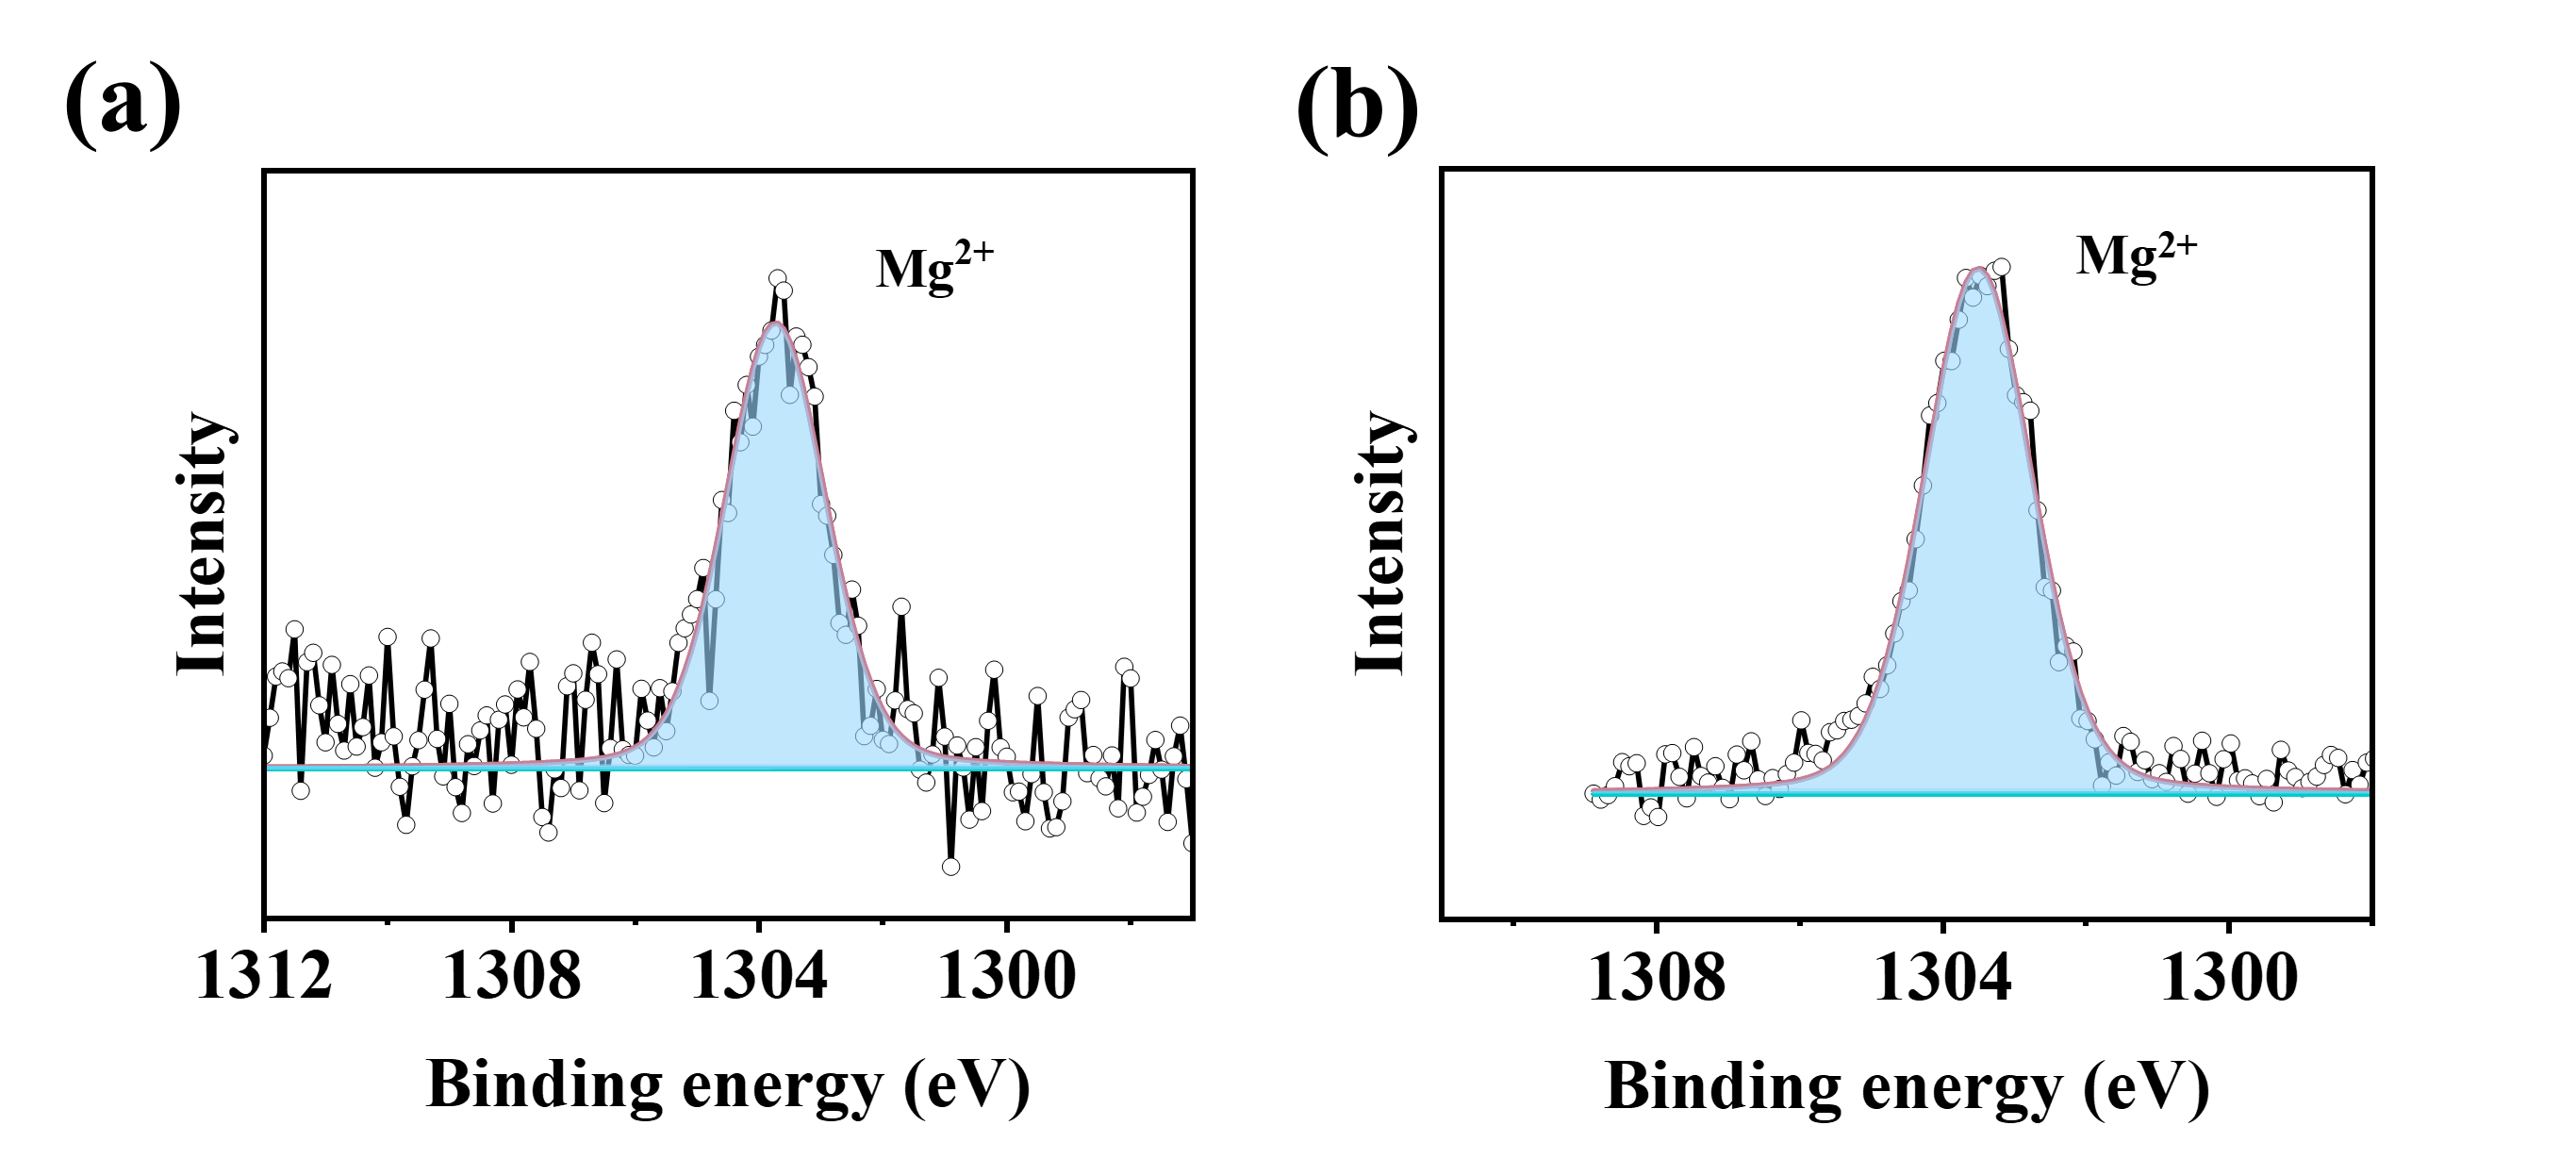 (a)
Mg2+
Intensity
1312 1308 1304 1300
Binding energy (eV)
(b)
Mg2+
Intensity
1308 1304 1300
Binding energy (eV)